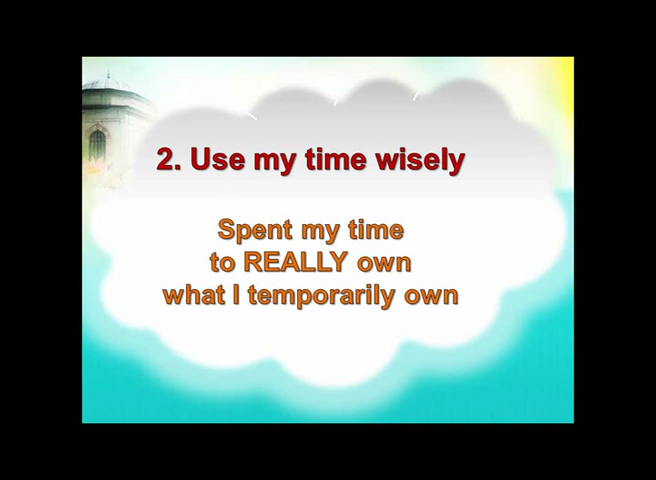 2. Use my time wisely
Spent my time
to REALLY own
what I temporarily own